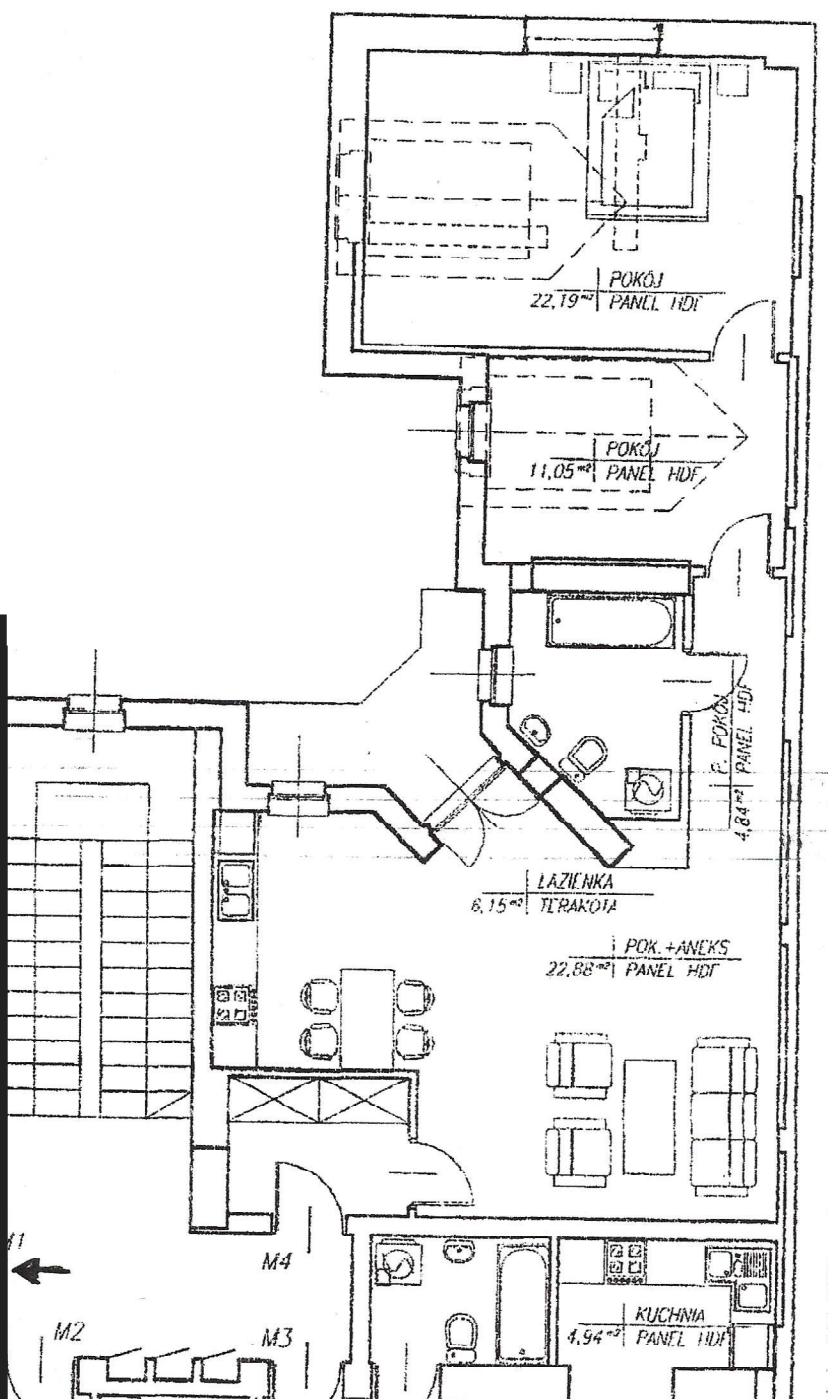 POKÓJ
22,19 m² PANEL HDF
POKÓJ
11,05 m² PANEL HDF
P. POKÓJ
4,84 m² PANEL HDF
ŁAZIENKA
6,15 m² TERAKOTA
POK.+ANEKS
22,88 m² PANEL HDF
M1
M4
M2
M3
KUCHNIA
4,94 m² PANEL HDF